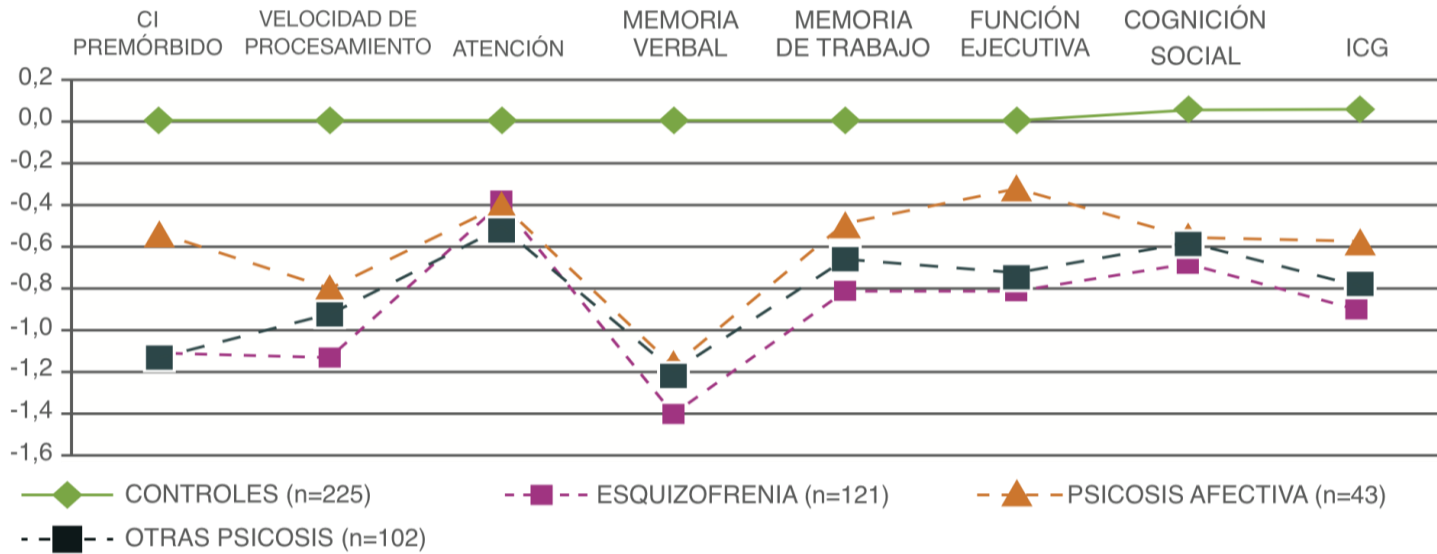 CI
PREMÓRBIDO
VELOCIDAD DE
PROCESAMIENTO
ATENCIÓN
MEMORIA
VERBAL
MEMORIA
DE TRABAJO
FUNCIÓN
EJECUTIVA
COGNICIÓN
SOCIAL
ICG
0,2
0,0
-0,2
-0,4
-0,6
-0,8
-1,0
-1,2
-1,4
-1,6
CONTROLES (n=225)
ESQUIZOFRENIA (n=121)
PSICOSIS AFECTIVA (n=43)
OTRAS PSICOSIS (n=102)